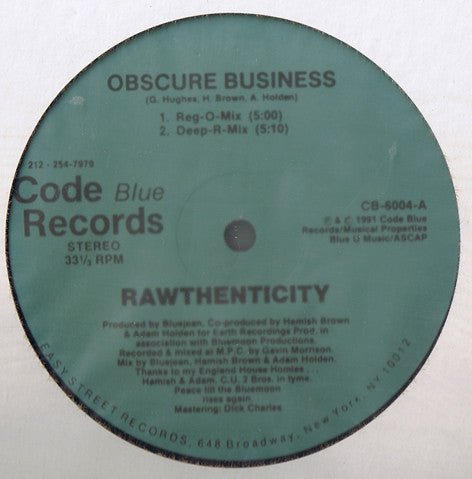 OBSCURE BUSINESS
(G. Hughes, H. Brown, A. Holden)
1. Reg-O-Mix (5:00)
2. Deep-R-Mix (5:10)
212 - 254-7979
Code Blue
Records
STEREO
33⅓ RPM
CB-6004-A
℗ & © 1991 Code Blue
Records/Musical Properties
Blue U Music/ASCAP
RAWTHENTICITY
Produced by Bluejean, Co-produced by Hamish Brown
& Adam Holden for Earth Recordings Prod. in
association with Bluemoon Productions.
Recorded & mixed at M.P.C. by Gavin Morrison.
Mix by Bluejean, Hamish Brown & Adam Holden.
Thanks to my England House Homies .
Hamish & Adam, C.U. 2 Bros. in tyme.
Peace till the Bluemoon
rises again.
Mastering: Dick Charles
EASY STREET RECORDS, 648 Broadway, New York, NY 10012